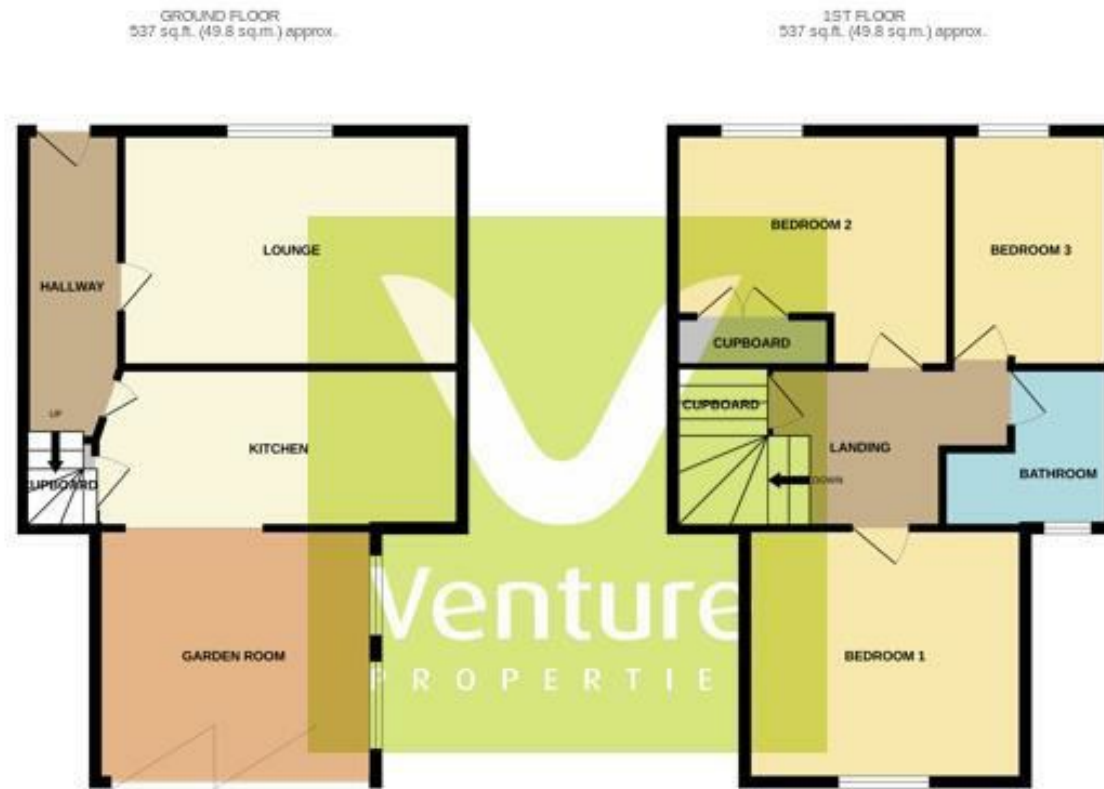 GROUND FLOOR
537 sq.ft. (49.8 sq.m.) approx.
1ST FLOOR
537 sq.ft. (49.8 sq.m.) approx.
LOUNGE
HALLWAY
UP
KITCHEN
CUPBOARD
GARDEN ROOM
BEDROOM 2
BEDROOM 3
CUPBOARD
CUPBOARD
LANDING
DOWN
BATHROOM
BEDROOM 1
Venture
PROPERTIE